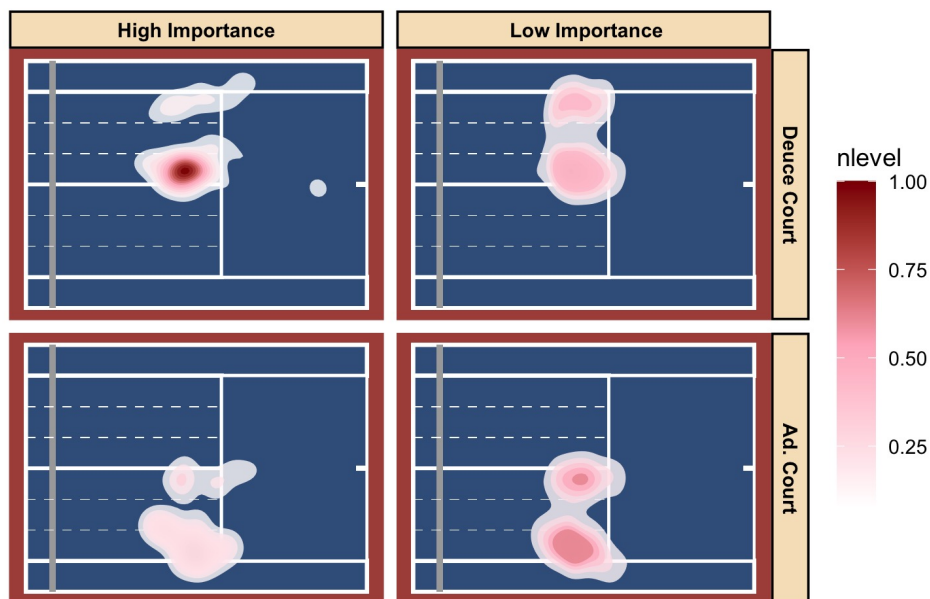 High Importance
Low Importance
Deuce Court
Ad. Court
nlevel
1.00
0.75
0.50
0.25